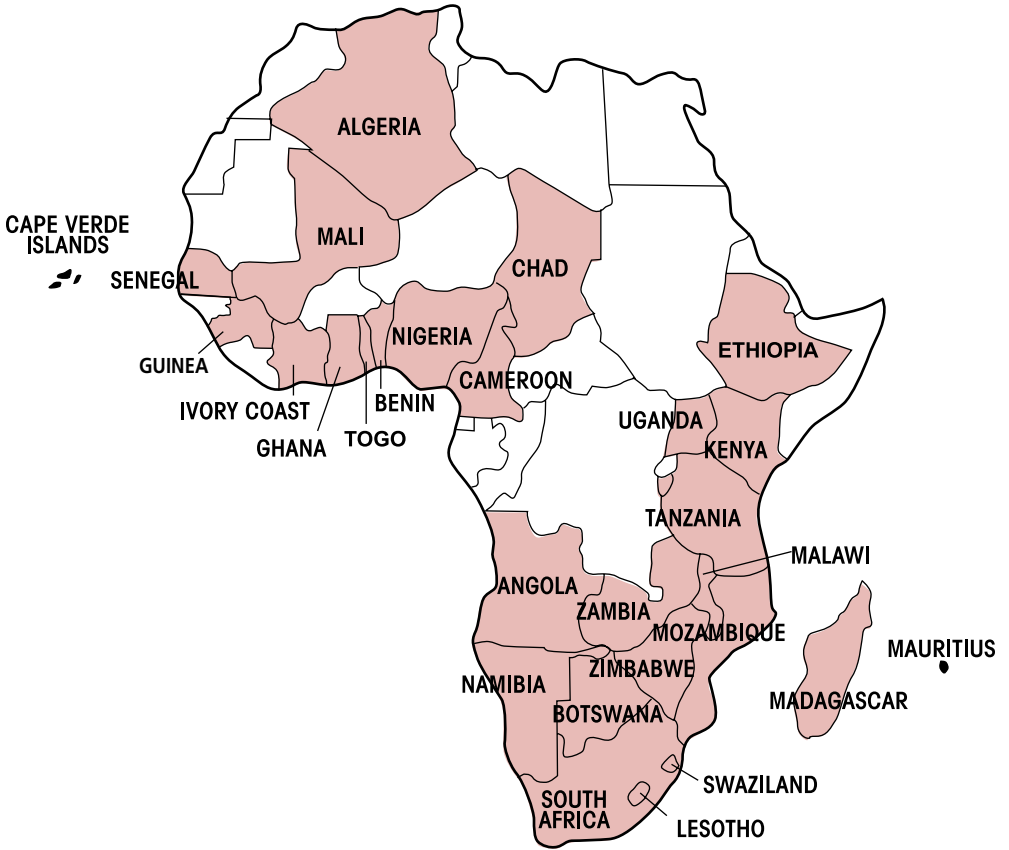 ALGERIA
CAPE VERDE
ISLANDS
MALI
SENEGAL
CHAD
NIGERIA
ETHIOPIA
GUINEA
CAMEROON
IVORY COAST
BENIN
GHANA
TOGO
UGANDA
KENYA
TANZANIA
MALAWI
ANGOLA
ZAMBIA
MOZAMBIQUE
MAURITIUS
ZIMBABWE
NAMIBIA
MADAGASCAR
BOTSWANA
SWAZILAND
SOUTH
AFRICA
LESOTHO